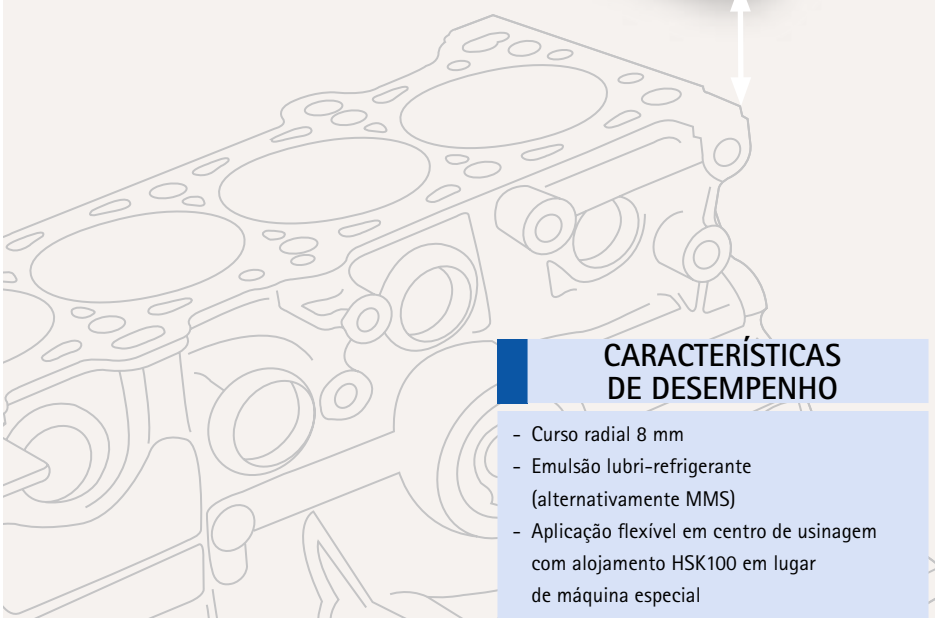 CARACTERÍSTICAS
DE DESEMPENHO
- Curso radial 8 mm
- Emulsão lubri-refrigerante
(alternativamente MMS)
- Aplicação flexível em centro de usinagem
com alojamento HSK100 em lugar
de máquina especial